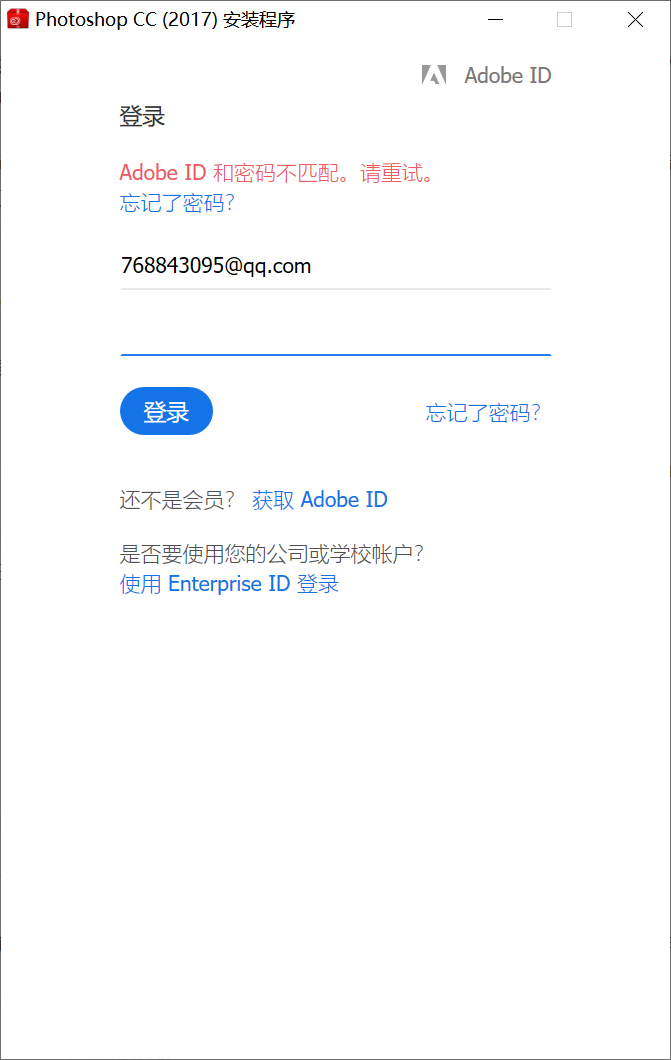 Photoshop CC (2017) 安装程序
Adobe ID
登录
Adobe ID 和密码不匹配。请重试。
忘记了密码？
768843095@qq.com
登录
忘记了密码？
还不是会员？ 获取 Adobe ID
是否要使用您的公司或学校帐户？
使用 Enterprise ID 登录